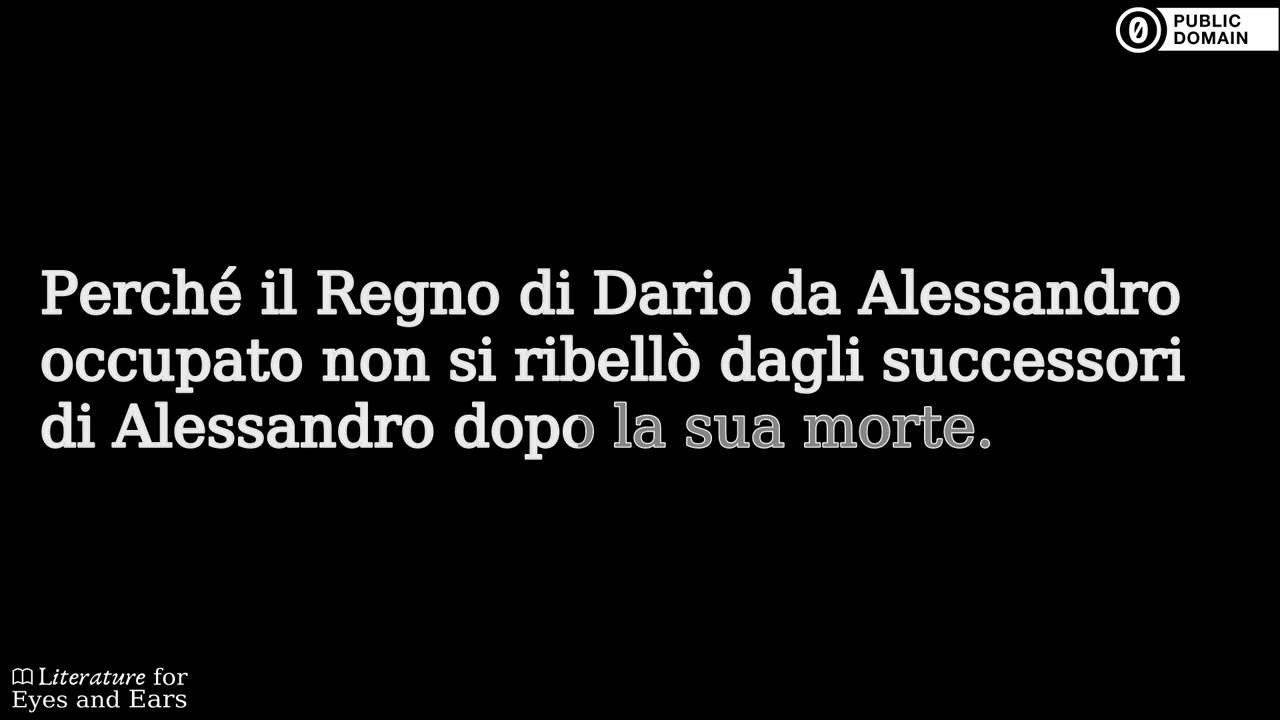 PUBLIC
DOMAIN
Perché il Regno di Dario da Alessandro
occupato non si ribellò dagli successori
di Alessandro dopo la sua morte.
Literature for
Eyes and Ears